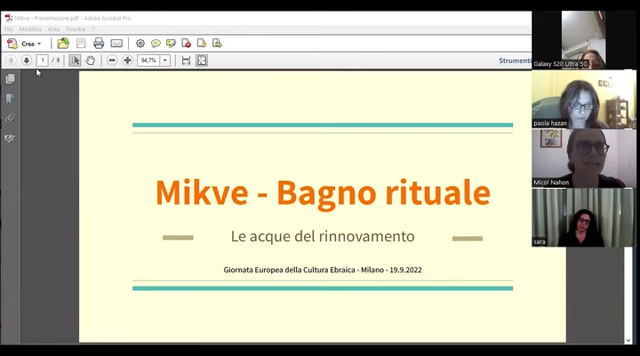 Mikve - Presentazione.pdf - Adobe Acrobat Pro
File Modifica Vista Finestre
Crea
1 / 9
94,7%
Strumenti
Galaxy S20 Ultra 5G
paola hazan
Micol Nahon
sara
Mikve - Bagno rituale
Le acque del rinnovamento
Giornata Europea della Cultura Ebraica - Milano - 19.9.2022